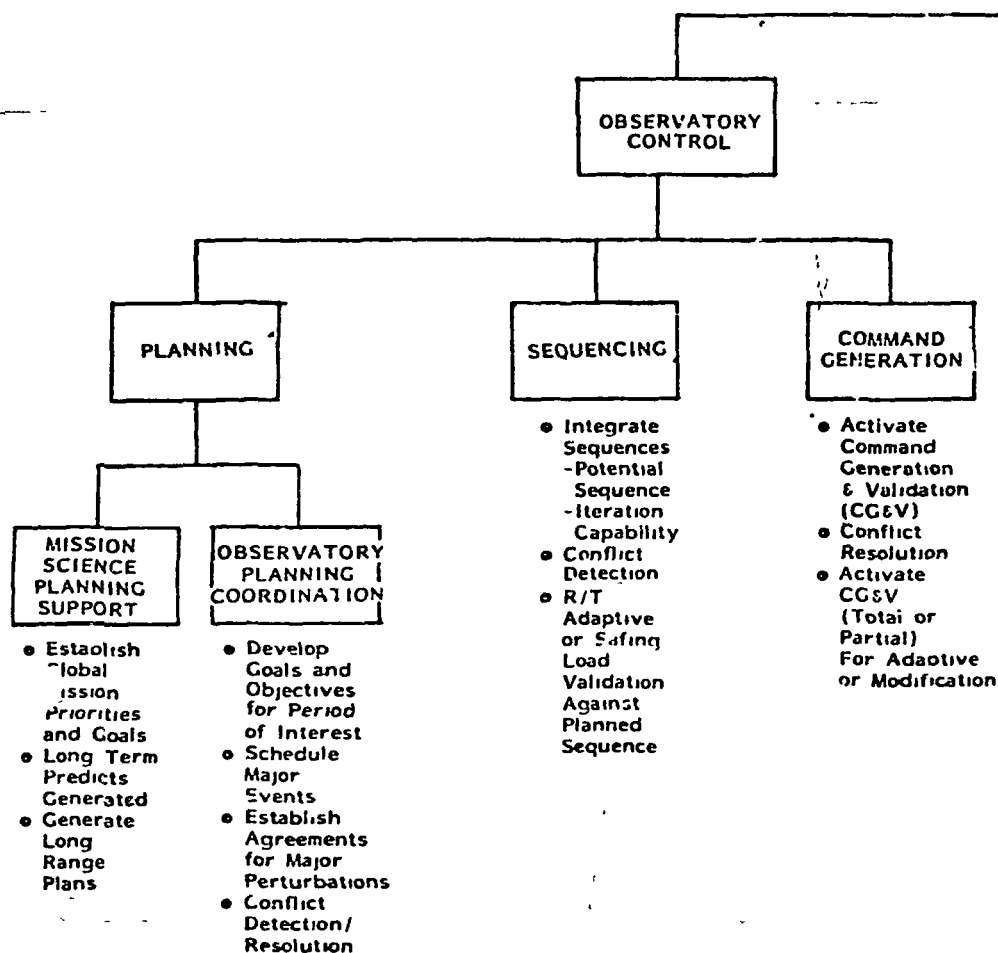 OBSERVATORY
CONTROL
PLANNING
SEQUENCING
COMMAND
GENERATION
MISSION
SCIENCE
PLANNING
SUPPORT
• Establish
Global
Mission
Priorities
and Goals
• Long Term
Predicts
Generated
• Generate
Long
Range
Plans
OBSERVATORY
PLANNING
COORDINATION
• Develop
Goals and
Objectives
for Period
of Interest
• Schedule
Major
Events
• Establish
Agreements
for Major
Perturbations
• Conflict
Detection/
Resolution
• Integrate
Sequences
-Potential
Sequence
-Iteration
Capability
• Conflict
Detection
• R/T
Adaptive
or Safing
Load
Validation
Against
Planned
Sequence
• Activate
Command
Generation
& Validation
(CG&V)
• Conflict
Resolution
• Activate
CG&V
(Total or
Partial)
For Adaptive
or Modification